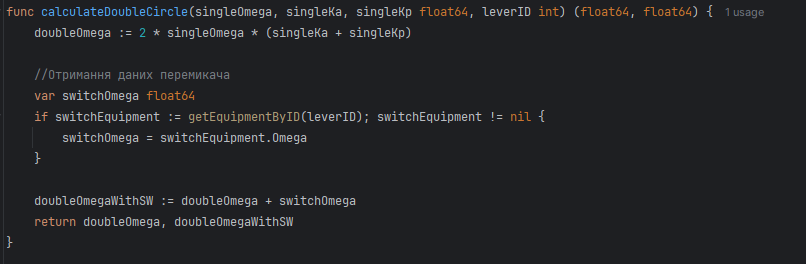 func calculateDoubleCircle(singleOmega, singleKa, singleKp float64, leverID int) (float64, float64) { 1 usage
    doubleOmega := 2 * singleOmega * (singleKa + singleKp)

    //Отримання даних перемикача
    var switchOmega float64
    if switchEquipment := getEquipmentByID(leverID); switchEquipment != nil {
        switchOmega = switchEquipment.Omega
    }

    doubleOmegaWithSW := doubleOmega + switchOmega
    return doubleOmega, doubleOmegaWithSW
}